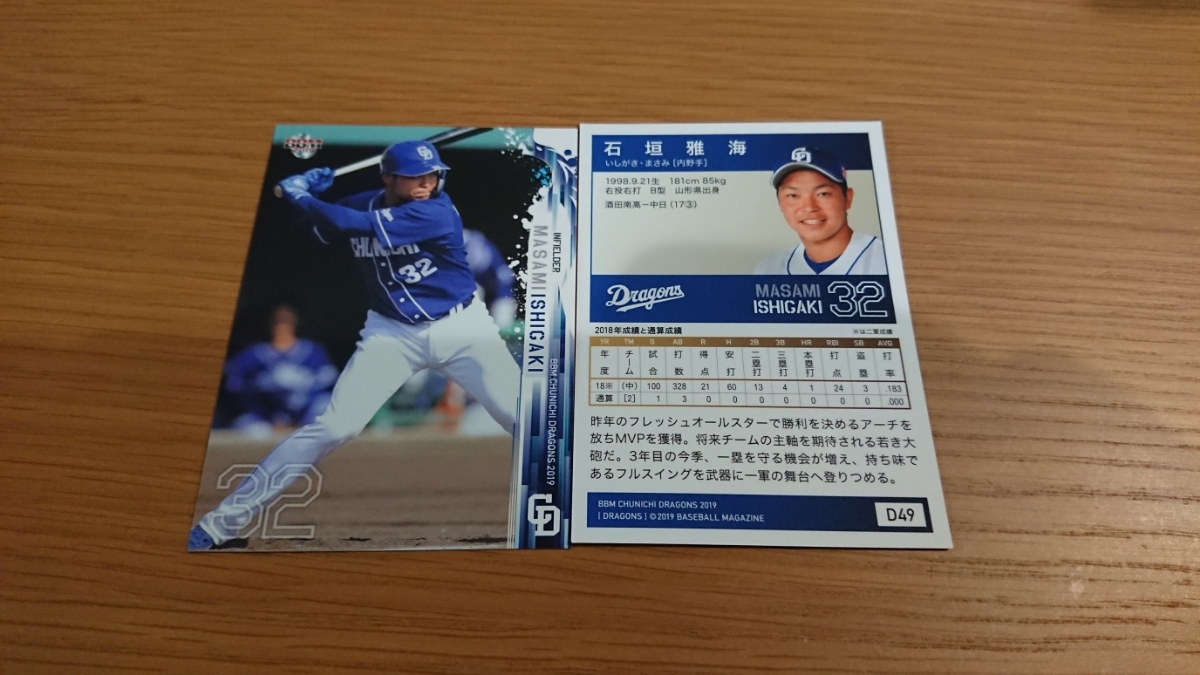 BBM
CHUNICHI
32
INFIELDER
MASAMI ISHIGAKI
BBM CHUNICHI DRAGONS 2019
32
CD
石垣雅海
いしがき・まさみ [内野手]
1998.9.21生 181cm 85kg
右投右打 B型 山形県出身
酒田南高ー中日 (17③)
Dragons
MASAMI
ISHIGAKI
32
2018年成績と通算成績 ※は二軍成績
YR TM G AB R H 2B 3B HR RBI SB AVG
年度 チーム 試合 打数 得点 安打 二塁打 三塁打 本塁打 打点 盗塁 打率
18※ (中) 100 328 21 60 13 4 1 24 3 .183
通算 [2] 1 3 0 0 0 0 0 0 0 .000
昨年のフレッシュオールスターで勝利を決めるアーチを
放ちMVPを獲得。将来チームの主軸を期待される若き大
砲だ。3年目の今季、一塁を守る機会が増え、持ち味で
あるフルスイングを武器に一軍の舞台へ登りつめる。
BBM CHUNICHI DRAGONS 2019
[ DRAGONS ] ©2019 BASEBALL MAGAZINE
D49